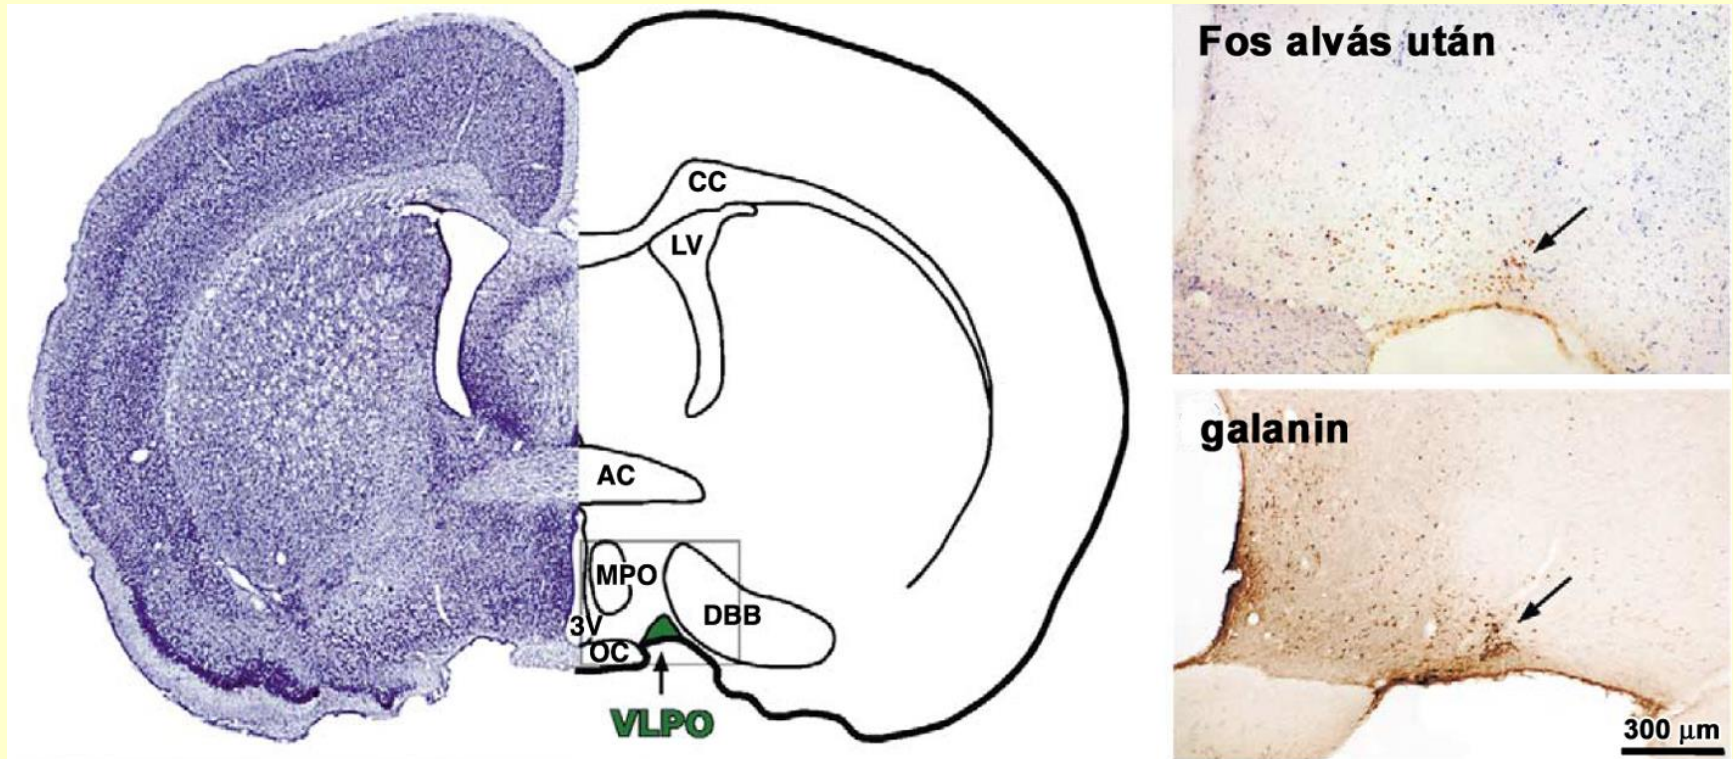 CC
LV
AC
MPO
DBB
3V
OC
VLPO
Fos alvás után
galanin
300 μm